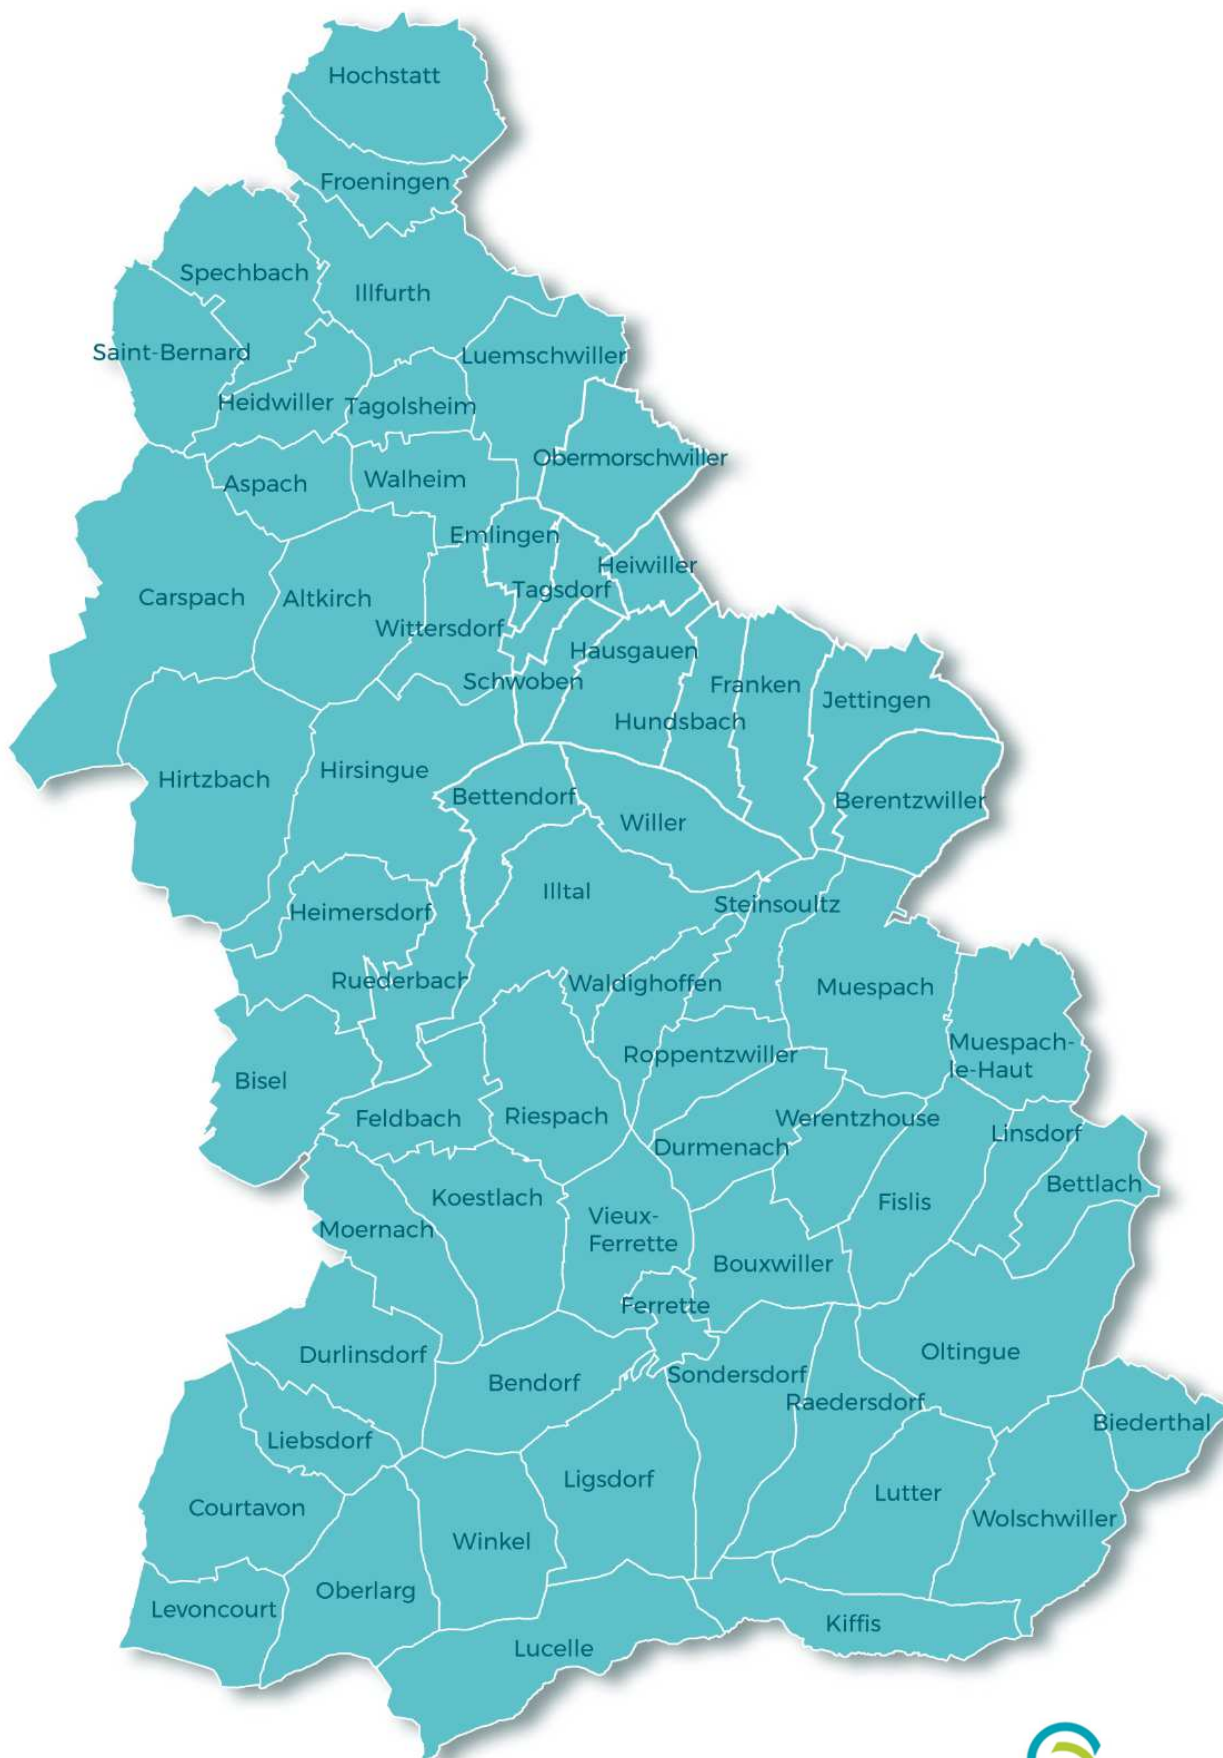 Hochstatt
Froeningen
Spechbach
Illfurth
Saint-Bernard
Luemschwiller
Heidwiller
Tagolsheim
Obermorschwiller
Aspach
Walheim
Emlingen
Heiwiller
Tagsdorf
Carspach
Altkirch
Wittersdorf
Hausgauen
Schwoben
Franken
Jettingen
Hundsbach
Hirtzbach
Hirsingue
Bettendorf
Berentzwiller
Willer
Illtal
Steinsoultz
Heimersdorf
Ruederbach
Waldighoffen
Muespach
Roppentzwiller
Muespach-
le-Haut
Bisel
Feldbach
Riespach
Werentzhouse
Linsdorf
Durmenach
Bettlach
Koestlach
Fislis
Moernach
Vieux-
Ferrette
Bouxwiller
Ferrette
Durlinsdorf
Oltingue
Bendorf
Sondersdorf
Raedersdorf
Biederthal
Liebsdorf
Ligsdorf
Lutter
Courtavon
Wolschwiller
Winkel
Oberlarg
Levoncourt
Kiffis
Lucelle